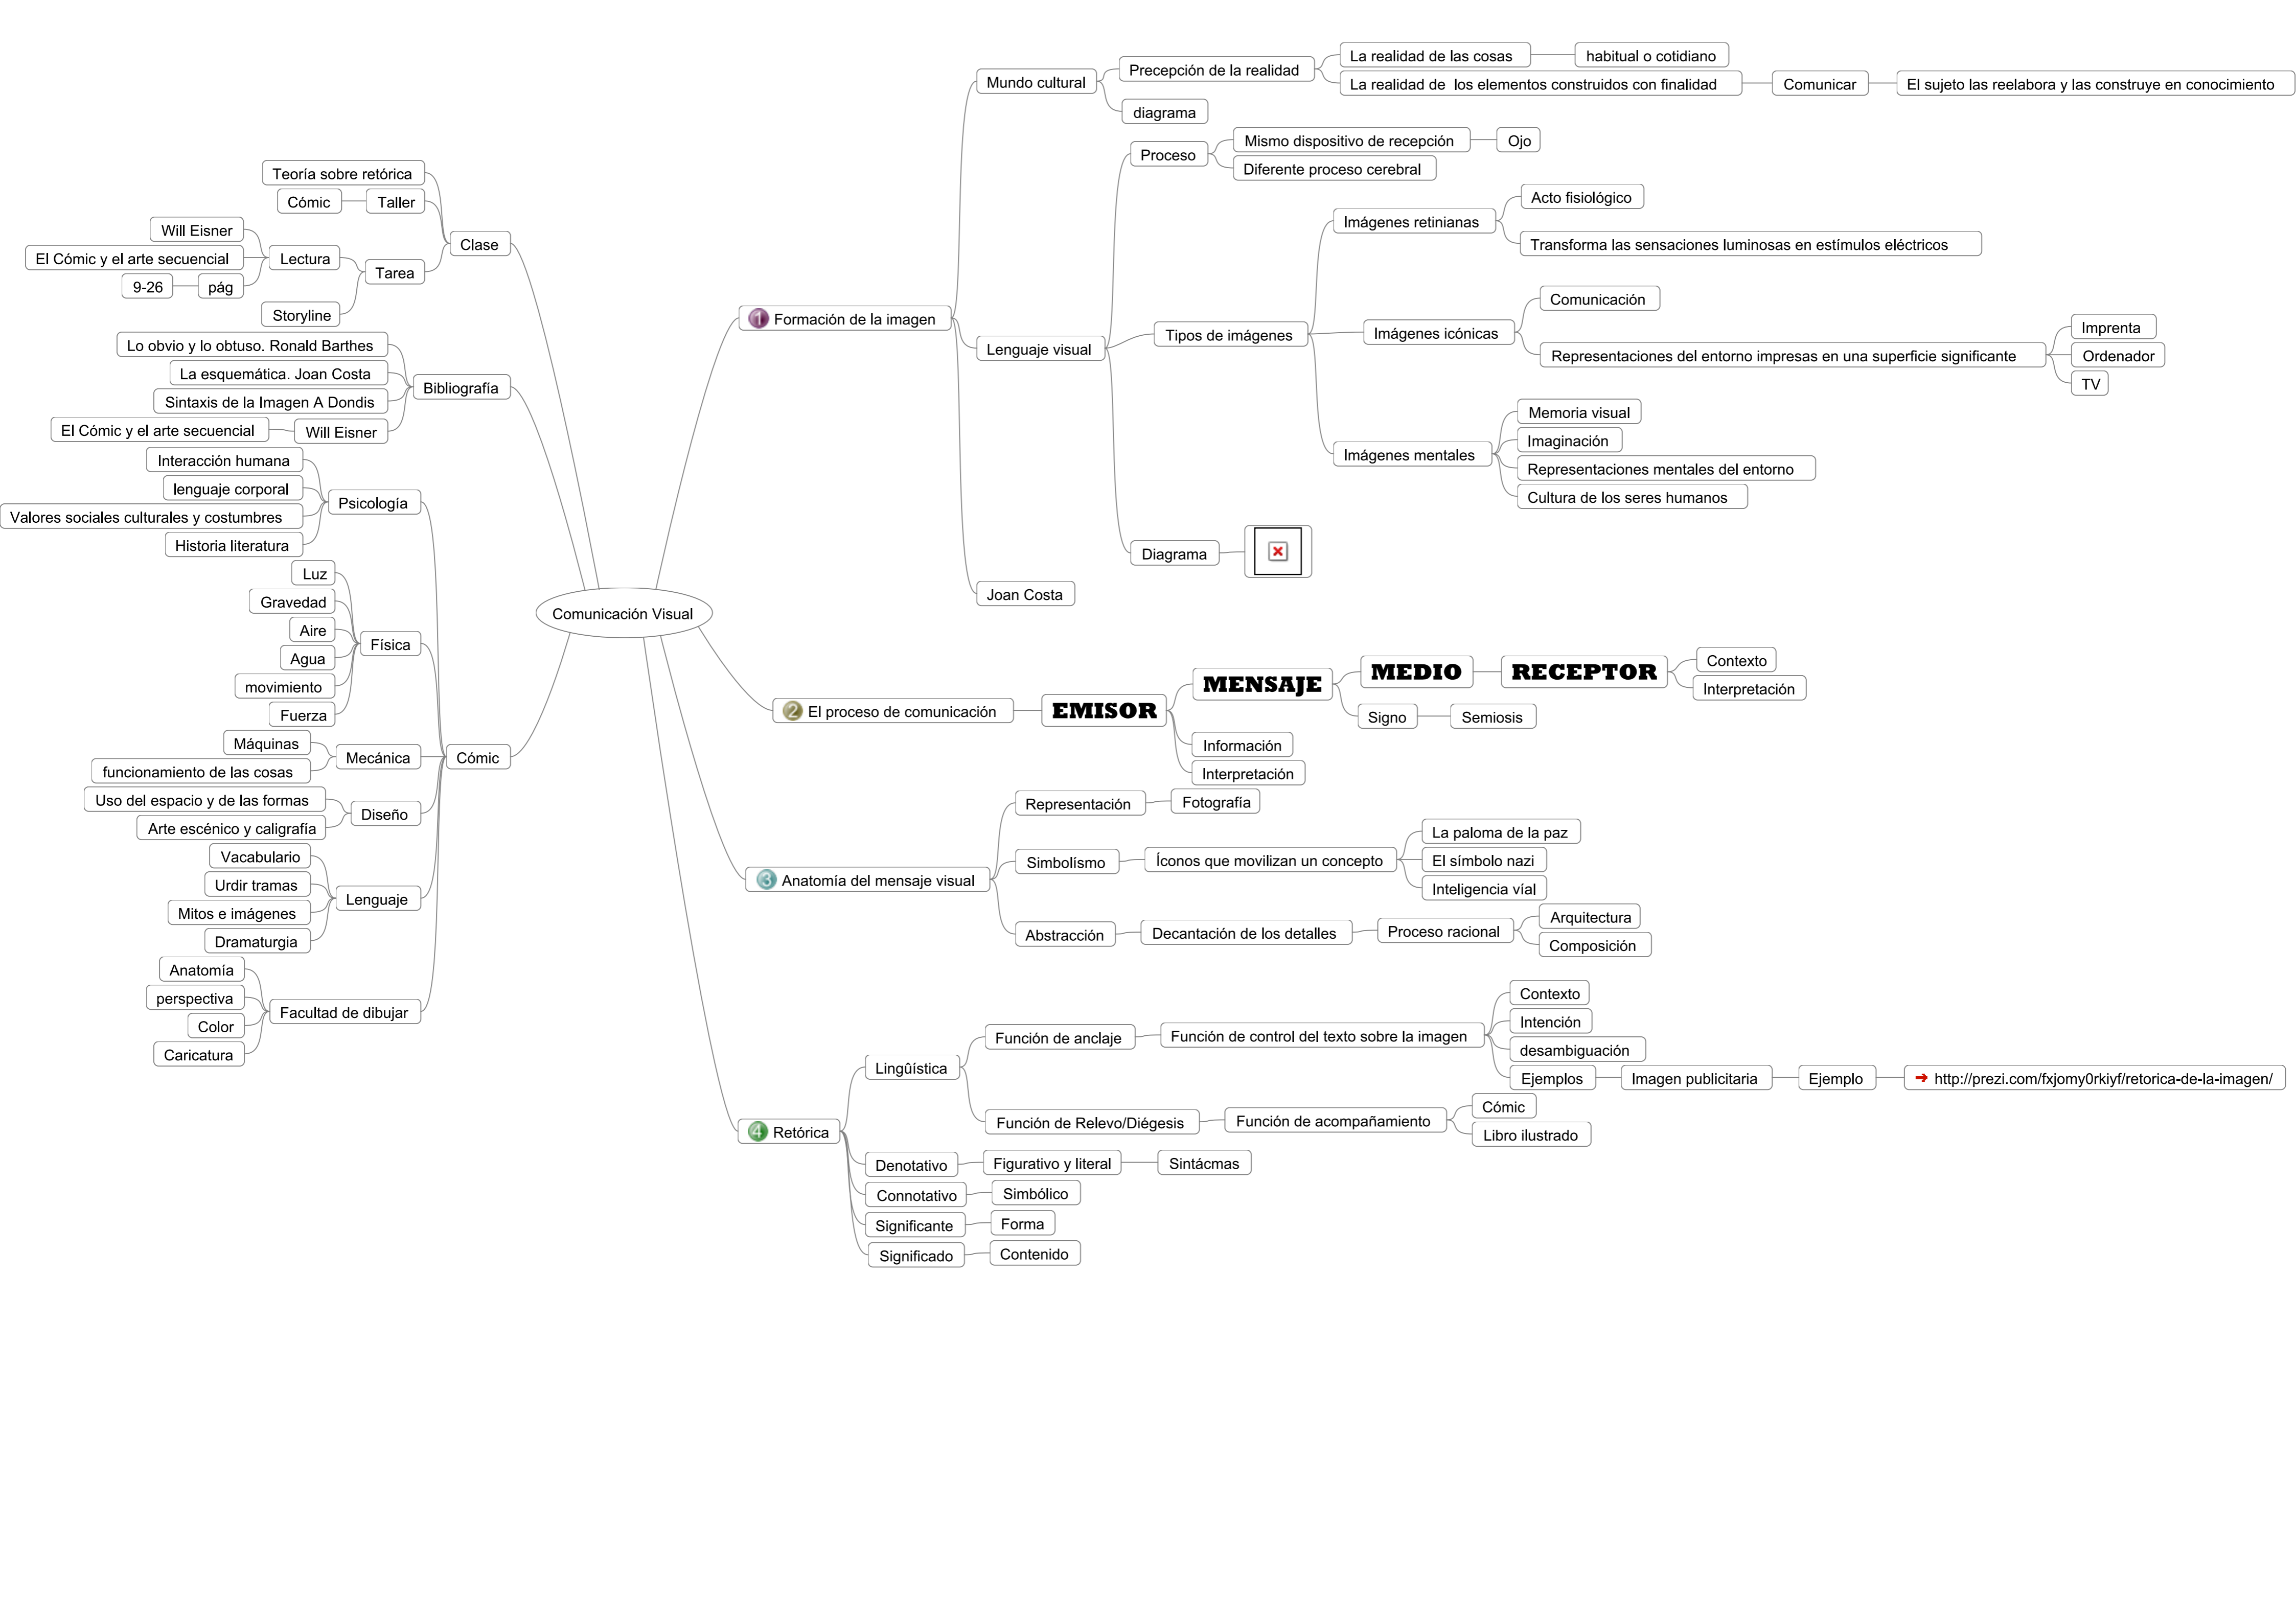 Comunicación Visual
1 Formación de la imagen
Mundo cultural
Precepción de la realidad
La realidad de las cosas
habitual o cotidiano
La realidad de  los elementos construidos con finalidad
Comunicar
El sujeto las reelabora y las construye en conocimiento
diagrama
Lenguaje visual
Proceso
Mismo dispositivo de recepción
Ojo
Diferente proceso cerebral
Tipos de imágenes
Imágenes retinianas
Acto fisiológico
Transforma las sensaciones luminosas en estímulos eléctricos
Imágenes icónicas
Comunicación
Representaciones del entorno impresas en una superficie significante
Imprenta
Ordenador
TV
Imágenes mentales
Memoria visual
Imaginación
Representaciones mentales del entorno
Cultura de los seres humanos
Diagrama
Joan Costa
2 El proceso de comunicación
EMISOR
MENSAJE
MEDIO
RECEPTOR
Contexto
Interpretación
Signo
Semiosis
Información
Interpretación
3 Anatomía del mensaje visual
Representación
Fotografía
Simbolísmo
Íconos que movilizan un concepto
La paloma de la paz
El símbolo nazi
Inteligencia víal
Abstracción
Decantación de los detalles
Proceso racional
Arquitectura
Composición
4 Retórica
Lingûística
Función de anclaje
Función de control del texto sobre la imagen
Contexto
Intención
desambiguación
Ejemplos
Imagen publicitaria
Ejemplo
http://prezi.com/fxjomy0rkiyf/retorica-de-la-imagen/
Función de Relevo/Diégesis
Función de acompañamiento
Cómic
Libro ilustrado
Denotativo
Figurativo y literal
Sintácmas
Connotativo
Simbólico
Significante
Forma
Significado
Contenido
Clase
Teoría sobre retórica
Taller
Cómic
Tarea
Lectura
Will Eisner
El Cómic y el arte secuencial
pág
9-26
Storyline
Bibliografía
Lo obvio y lo obtuso. Ronald Barthes
La esquemática. Joan Costa
Sintaxis de la Imagen A Dondis
Will Eisner
El Cómic y el arte secuencial
Cómic
Psicología
Interacción humana
lenguaje corporal
Valores sociales culturales y costumbres
Historia literatura
Física
Luz
Gravedad
Aire
Agua
movimiento
Fuerza
Mecánica
Máquinas
funcionamiento de las cosas
Diseño
Uso del espacio y de las formas
Arte escénico y caligrafía
Lenguaje
Vacabulario
Urdir tramas
Mitos e imágenes
Dramaturgia
Facultad de dibujar
Anatomía
perspectiva
Color
Caricatura